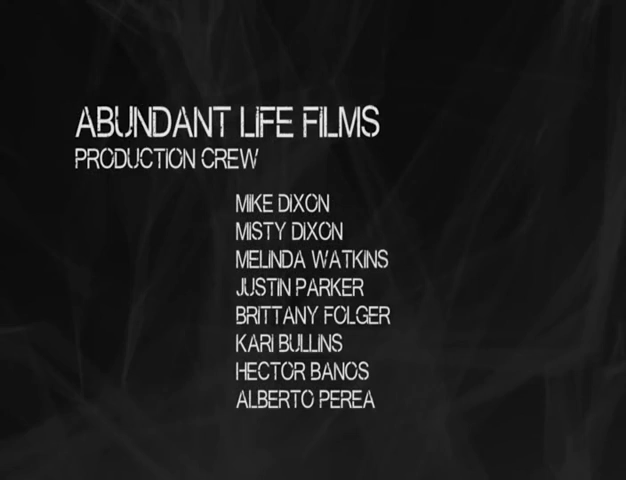 ABUNDANT LIFE FILMS
PRODUCTION CREW
MIKE DIXON
MISTY DIXON
MELINDA WATKINS
JUSTIN PARKER
BRITTANY FOLGER
KARI BULLINS
HECTOR BANOS
ALBERTO PEREA